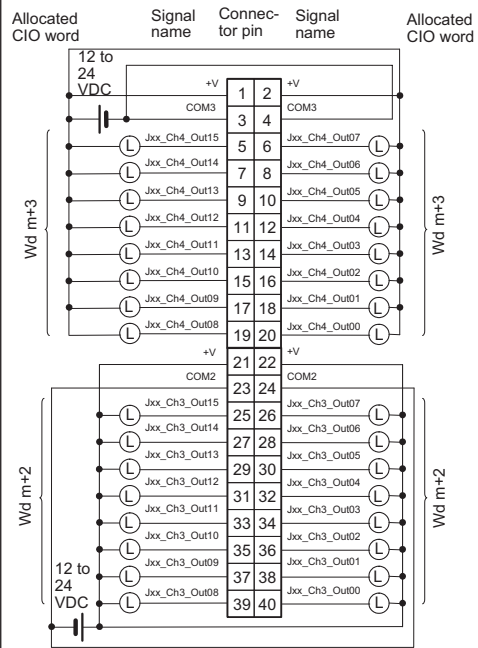 Allocated CIO word
Signal name
Connec-tor pin
Signal name
Allocated CIO word
12 to 24 VDC
+V 1 2 +V
COM3 3 4 COM3
L Jxx_Ch4_Out15 5 6 Jxx_Ch4_Out07 L
L Jxx_Ch4_Out14 7 8 Jxx_Ch4_Out06 L
L Jxx_Ch4_Out13 9 10 Jxx_Ch4_Out05 L
L Jxx_Ch4_Out12 11 12 Jxx_Ch4_Out04 L
L Jxx_Ch4_Out11 13 14 Jxx_Ch4_Out03 L
L Jxx_Ch4_Out10 15 16 Jxx_Ch4_Out02 L
L Jxx_Ch4_Out09 17 18 Jxx_Ch4_Out01 L
L Jxx_Ch4_Out08 19 20 Jxx_Ch4_Out00 L
Wd m+3
Wd m+3
+V 21 22 +V
COM2 23 24 COM2
L Jxx_Ch3_Out15 25 26 Jxx_Ch3_Out07 L
L Jxx_Ch3_Out14 27 28 Jxx_Ch3_Out06 L
L Jxx_Ch3_Out13 29 30 Jxx_Ch3_Out05 L
L Jxx_Ch3_Out12 31 32 Jxx_Ch3_Out04 L
L Jxx_Ch3_Out11 33 34 Jxx_Ch3_Out03 L
L Jxx_Ch3_Out10 35 36 Jxx_Ch3_Out02 L
L Jxx_Ch3_Out09 37 38 Jxx_Ch3_Out01 L
L Jxx_Ch3_Out08 39 40 Jxx_Ch3_Out00 L
Wd m+2
Wd m+2
12 to 24 VDC